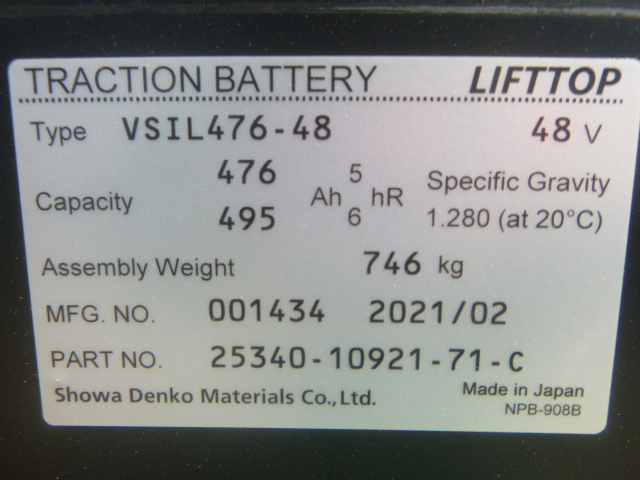 TRACTION BATTERY LIFTTOP
Type VSIL476-48 48 V
Capacity 476 Ah 5 hR Specific Gravity
495 6 1.280 (at 20°C)
Assembly Weight 746 kg
MFG. NO. 001434 2021/02
PART NO. 25340-10921-71-C
Showa Denko Materials Co., Ltd. Made in Japan
NPB-908B